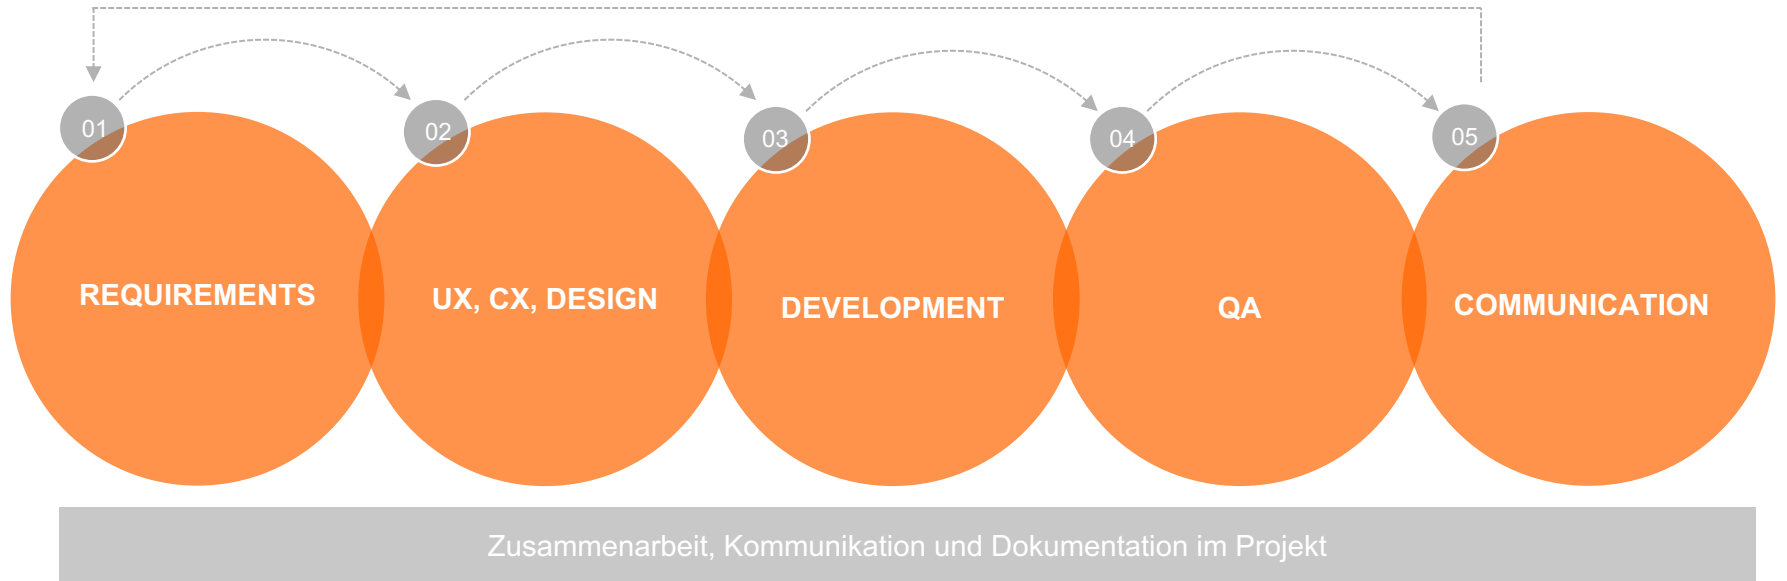 01
02
03
04
05
REQUIREMENTS
UX, CX, DESIGN
DEVELOPMENT
QA
COMMUNICATION
Zusammenarbeit, Kommunikation und Dokumentation im Projekt